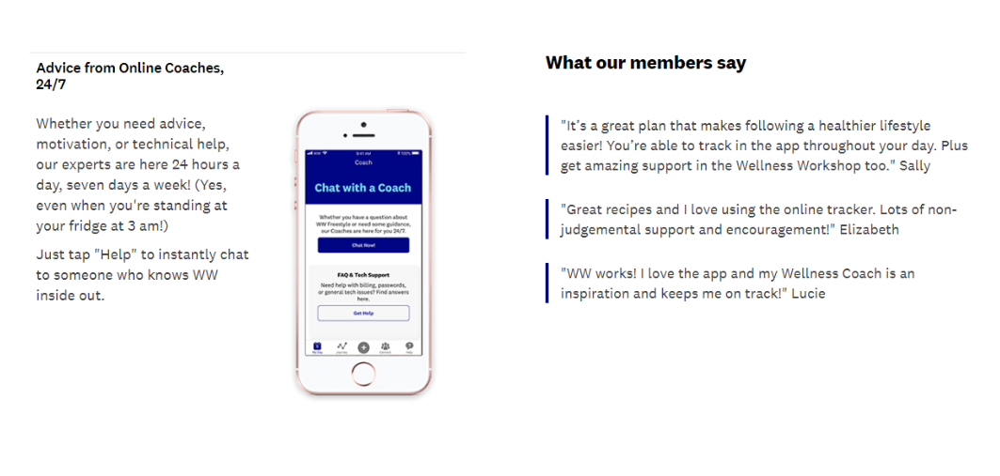 Advice from Online Coaches,
24/7
Whether you need advice,
motivation, or technical help,
our experts are here 24 hours a
day, seven days a week! (Yes,
even when you're standing at
your fridge at 3 am!)
Just tap "Help" to instantly chat
to someone who knows WW
inside out.
9:41 AM
100%
Coach
Chat with a Coach
Whether you have a question about
WW Freestyle or need some guidance,
our Coaches are here for you 24/7.
Chat Now!
FAQ & Tech Support
Need help with billing, passwords,
or general tech issues? Find answers
here.
Get Help
My Day
Journey
Connect
Help
What our members say
"It's a great plan that makes following a healthier lifestyle
easier! You're able to track in the app throughout your day. Plus
get amazing support in the Wellness Workshop too." Sally
"Great recipes and I love using the online tracker. Lots of non-
judgemental support and encouragement!" Elizabeth
"WW works! I love the app and my Wellness Coach is an
inspiration and keeps me on track!" Lucie